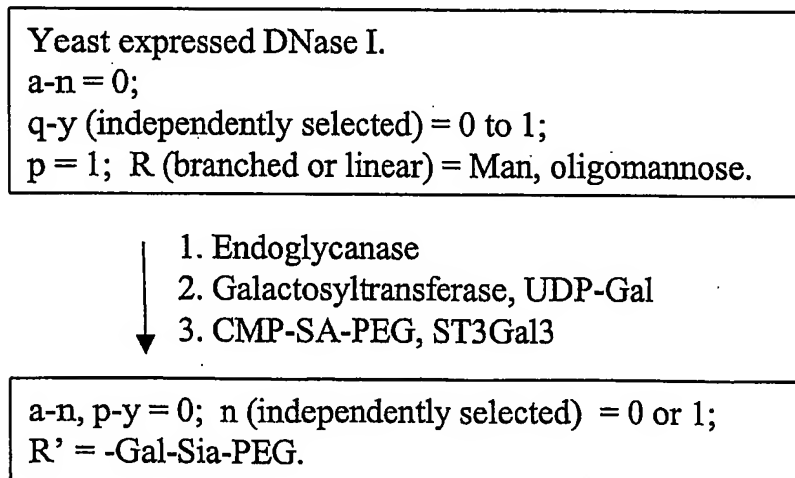 Yeast expressed DNase I.
a-n = 0;
q-y (independently selected) = 0 to 1;
p = 1; R (branched or linear) = Man, oligomannose.
1. Endoglycanase
2. Galactosyltransferase, UDP-Gal
3. CMP-SA-PEG, ST3Gal3
a-n, p-y = 0; n (independently selected) = 0 or 1;
R’ = -Gal-Sia-PEG.